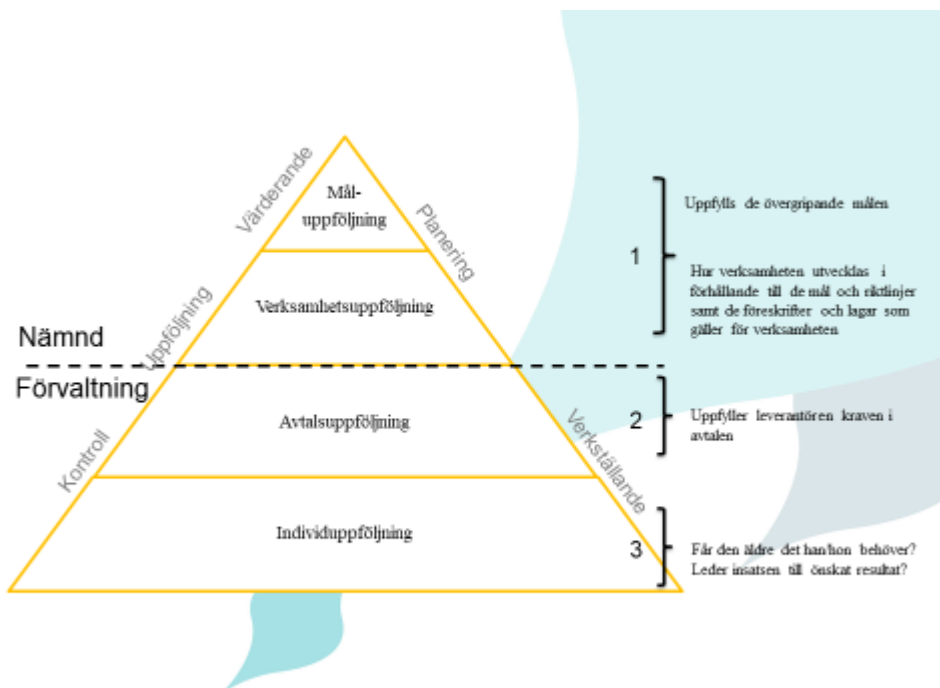 Värderande
Mål-
uppföljning
Planering
1
Uppfylls de övergripande målen
Hur verksamheten utvecklas i
förhållande till de mål och riktlinjer
samt de föreskrifter och lagar som
gäller för verksamheten
Uppföljning
Verksamhetsuppföljning
Nämnd
Förvaltning
Kontroll
Avtalsuppföljning
Verkställande
2
Uppfyller leverantören kraven i
avtalen
Individuppföljning
3
Får den äldre det han/hon behöver?
Leder insatsen till önskat resultat?